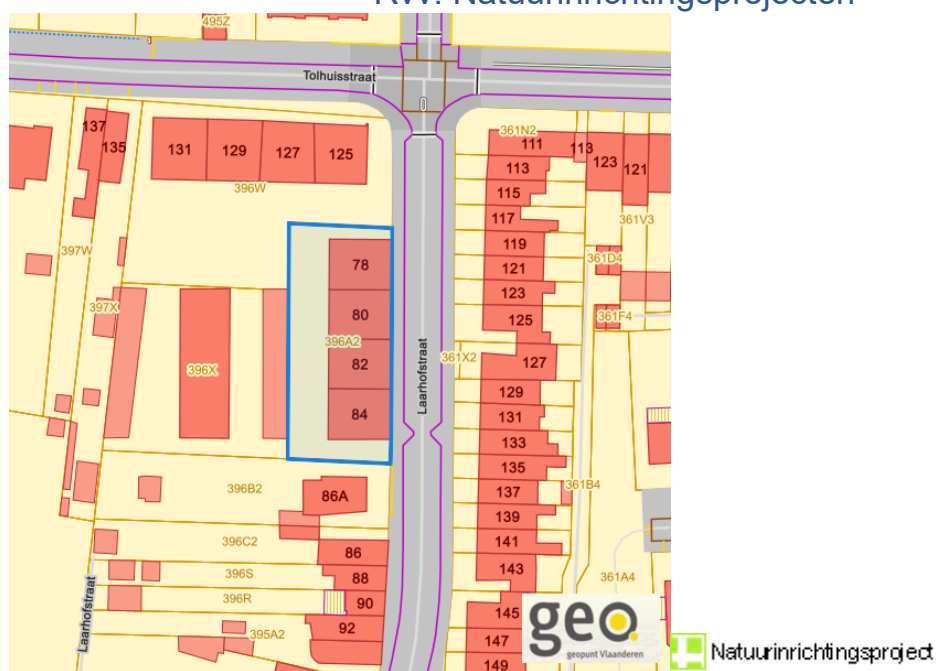 RVV: Natuurinrichtingsprojecten
495Z
Tolhuisstraat
137
135
131 129 127 125
396W
361N2
111 113
123 121
113
115
117
361V3
119
397W
361D4
78
121
123
397X
361F4
80
125
396A2
396X
82
361X2
127
Laarhofstraat
84
129
131
133
135
361B4
396B2
86A
137
139
396C2
141
86
143
396S
88
361A4
396R
90
Laarhofstraat
145
92
395A2
147
149
geo.
geopunt Vlaanderen
Natuurinrichtingsproject